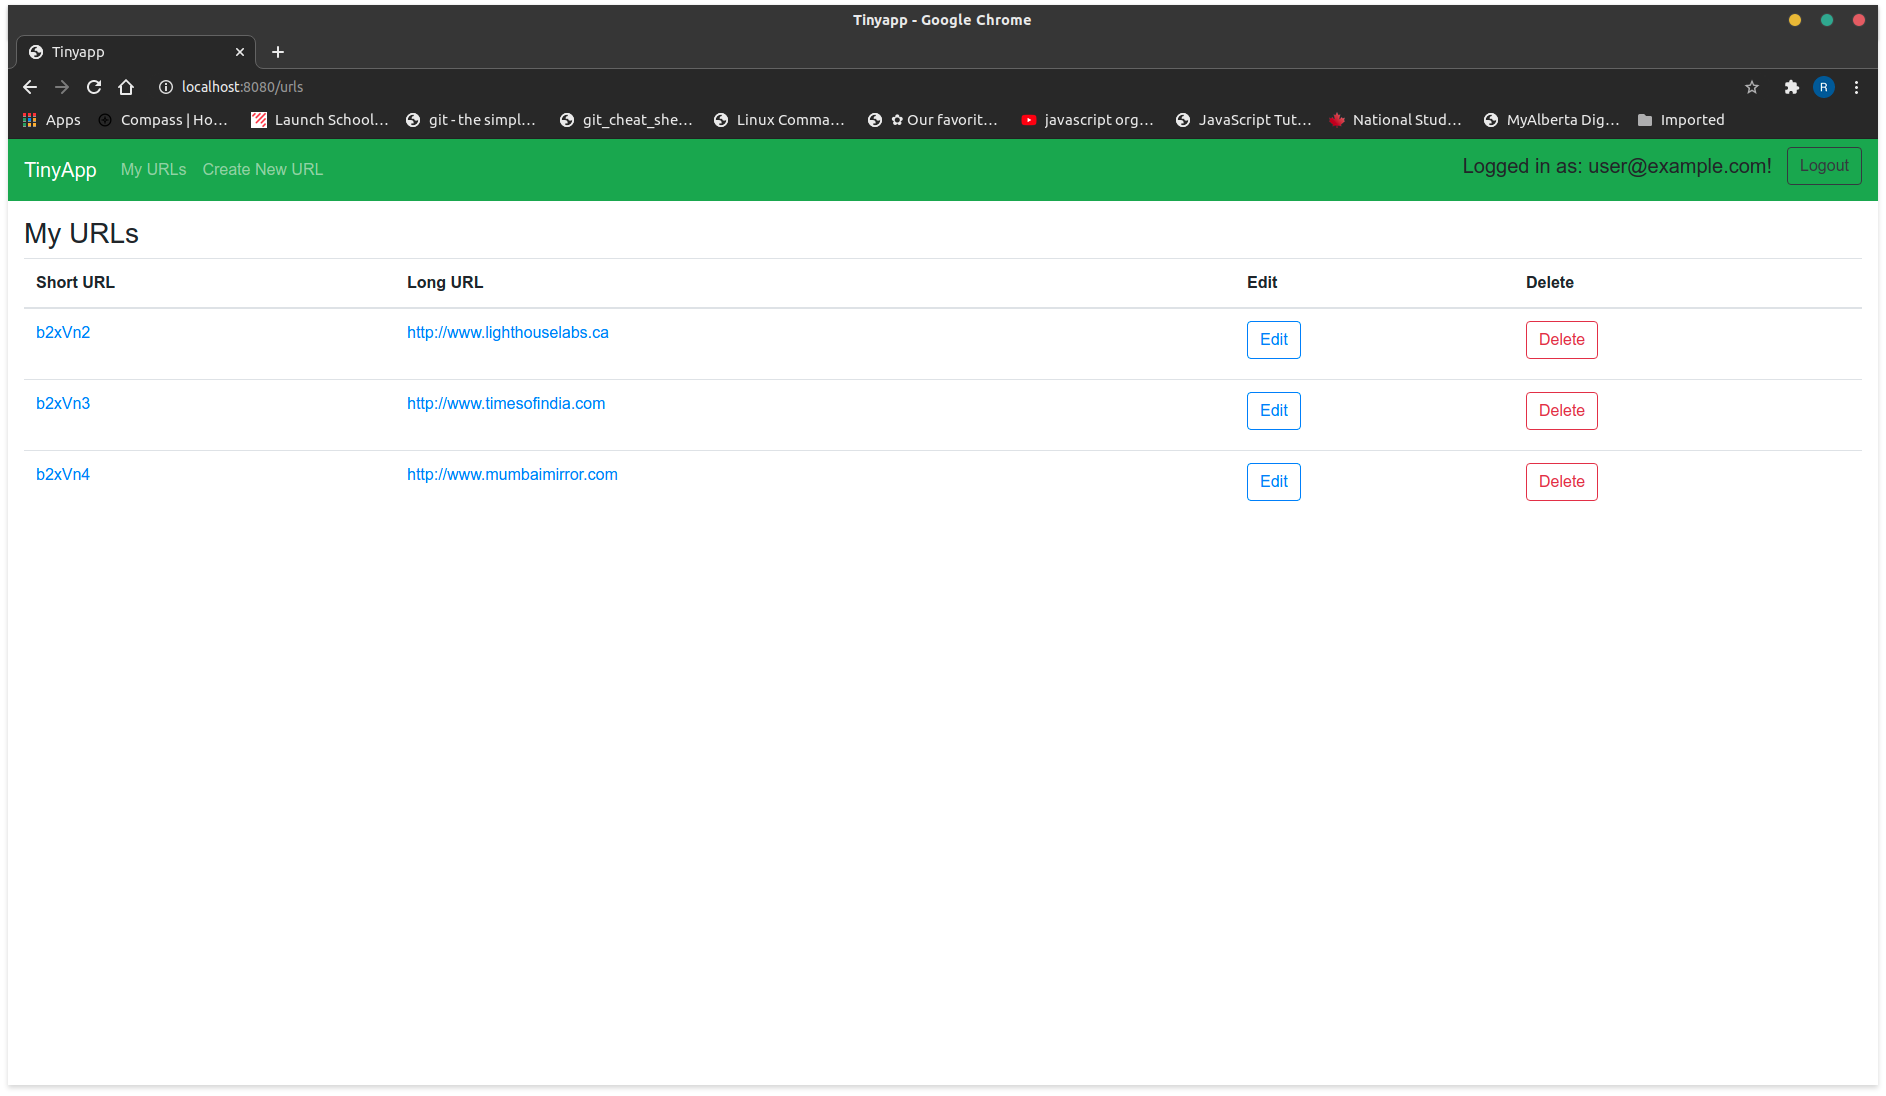 Tinyapp - Google Chrome
Tinyapp
localhost:8080/urls
R
Apps Compass | Ho... Launch School... git - the simpl... git_cheat_she... Linux Comma... ✿ Our favorit... javascript org... JavaScript Tut... National Stud... MyAlberta Dig... Imported
TinyApp My URLs Create New URL Logged in as: user@example.com! Logout
My URLs
Short URL Long URL Edit Delete
b2xVn2 http://www.lighthouselabs.ca Edit Delete
b2xVn3 http://www.timesofindia.com Edit Delete
b2xVn4 http://www.mumbaimirror.com Edit Delete